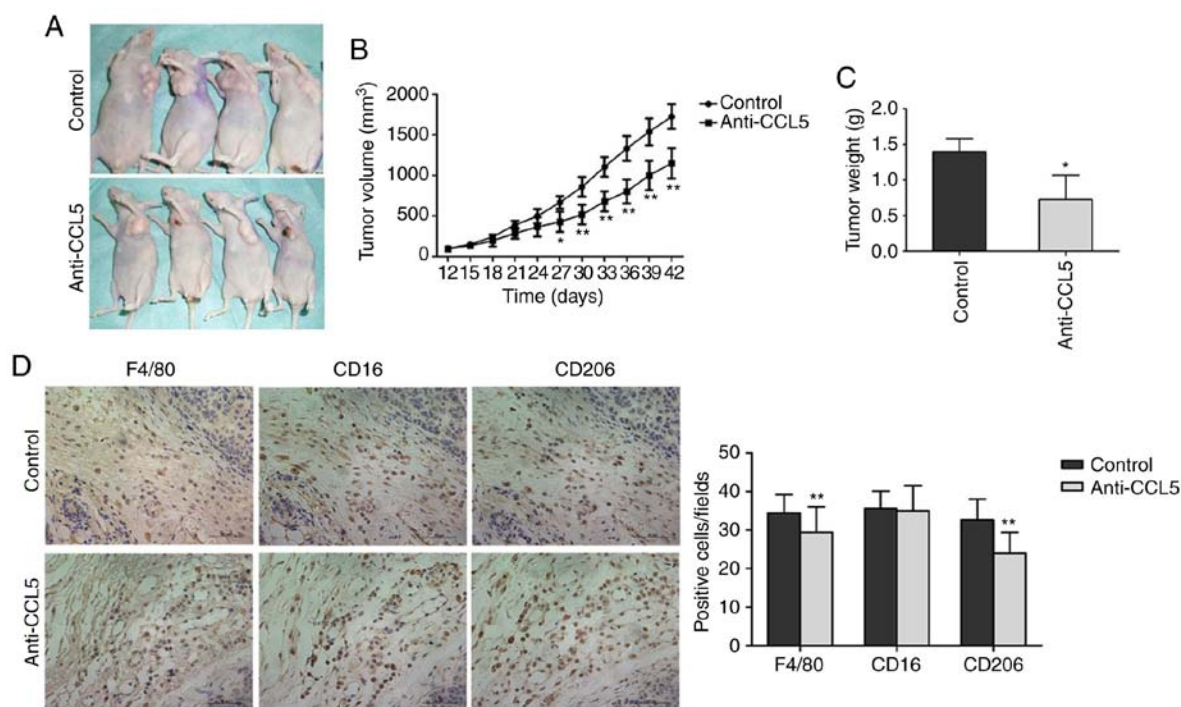 A
Control
Anti-CCL5
B
Tumor volume (mm³)
2000
1500
1000
500
0
12 15 18 21 24 27 30 33 36 39 42
Time (days)
Control
Anti-CCL5
*
**
**
**
**
**
C
Tumor weight (g)
2.0
1.5
1.0
0.5
0.0
*
Control
Anti-CCL5
D
F4/80 CD16 CD206
Control
Anti-CCL5
Positive cells/fields
50
40
30
20
10
0
**
**
F4/80 CD16 CD206
Control
Anti-CCL5